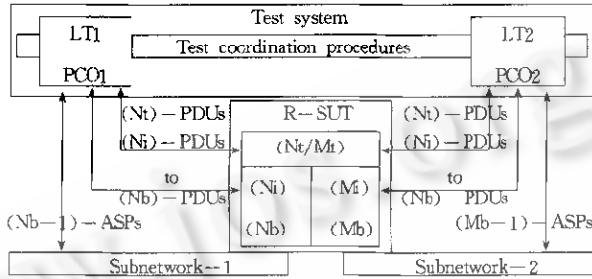 Test system
LT1
LT2
Test coordination procedures
PCO1
PCO2
(Nt)-PDUs
R-SUT
(Nt)-PDUs
(Ni)-PDUs
(Nt/Mt)
(Ni)-PDUs
to
(Ni)
(Mi)
to
(Nb)-PDUs
(Nb) PDUs
(Nb-1)-ASPs
(Nb)
(Mb)
(Mb-1)-ASPs
Subnetwork--1
Subnetwork-2